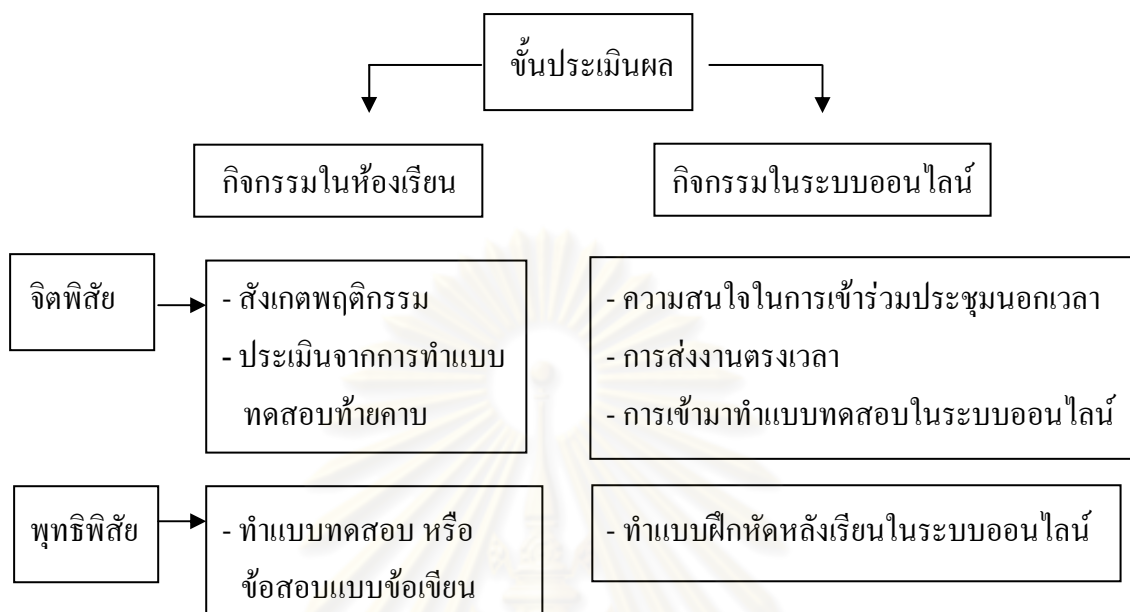 ขั้นประเมินผล
กิจกรรมในห้องเรียน
กิจกรรมในระบบออนไลน์
จิตพิสัย
- สังเกตพฤติกรรม
- ประเมินจากการทำแบบ
ทดสอบท้ายคาบ
- ความสนใจในการเข้าร่วมประชุมนอกเวลา
- การส่งงานตรงเวลา
- การเข้ามาทำแบบทดสอบในระบบออนไลน์
พุทธิพิสัย
- ทำแบบทดสอบ หรือ
ข้อสอบแบบข้อเขียน
- ทำแบบฝึกหัดหลังเรียนในระบบออนไลน์